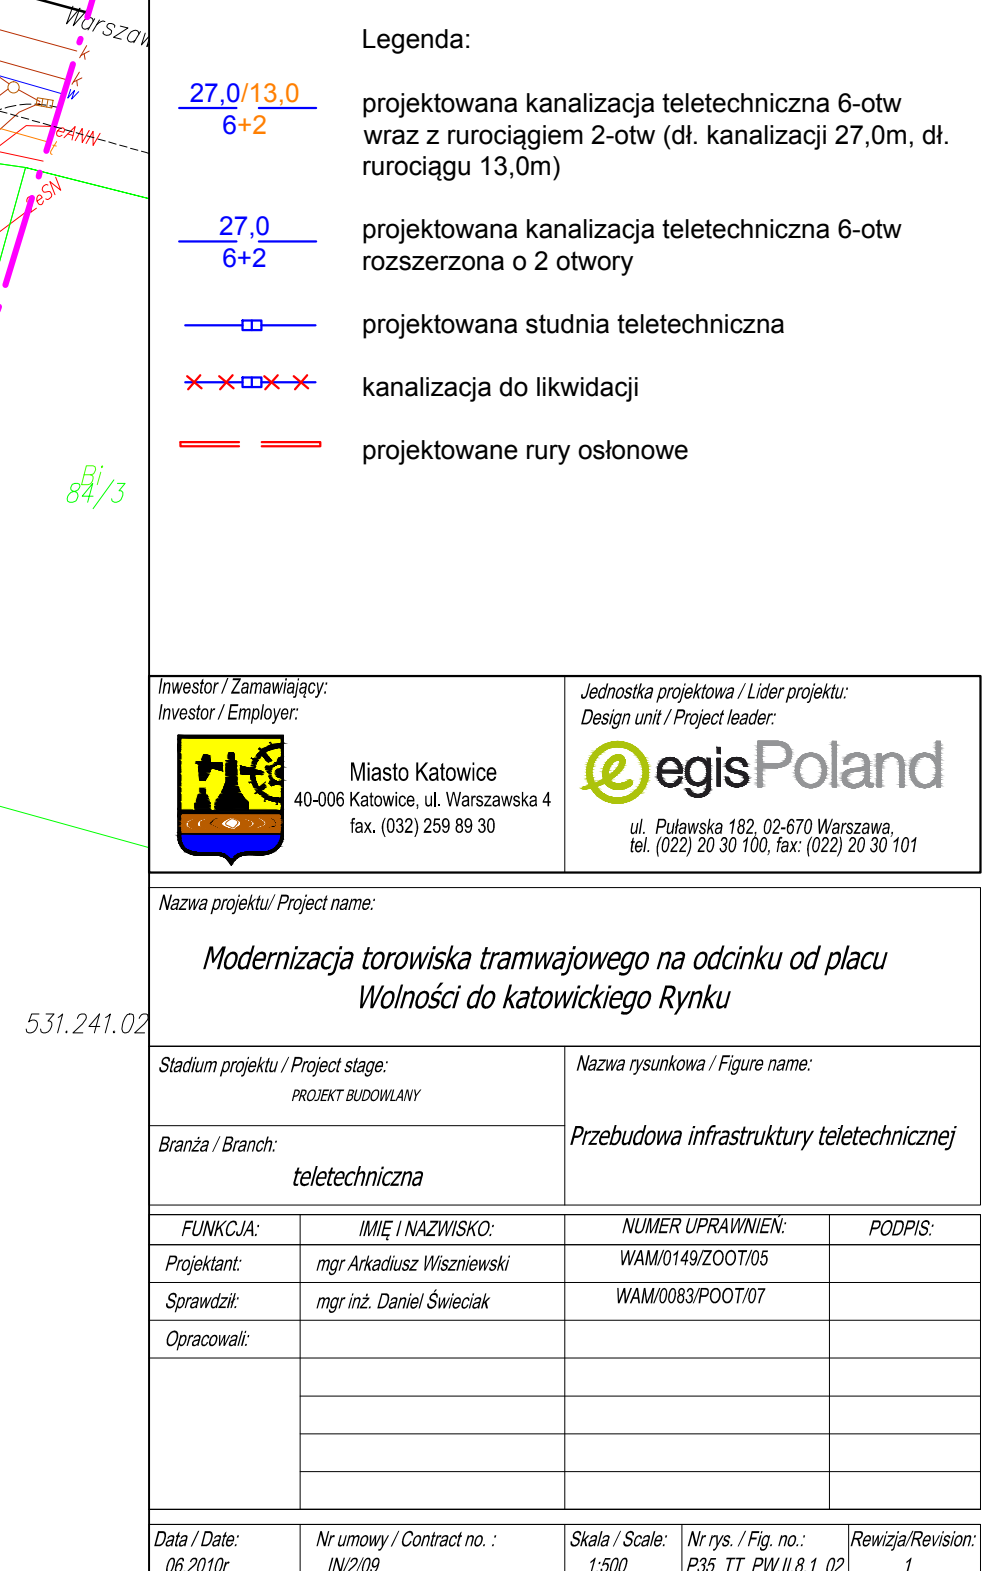 Warszaw
k
k
w
eANN
t
eSN
Bi
84/3
531.241.02
Legenda:
27,0/13,0
6+2
projektowana kanalizacja teletechniczna 6-otw
wraz z rurociągiem 2-otw (dł. kanalizacji 27,0m, dł.
rurociągu 13,0m)
27,0
6+2
projektowana kanalizacja teletechniczna 6-otw
rozszerzona o 2 otwory
projektowana studnia teletechniczna
kanalizacja do likwidacji
projektowane rury osłonowe
Inwestor / Zamawiający:
Investor / Employer:
Miasto Katowice
40-006 Katowice, ul. Warszawska 4
fax. (032) 259 89 30
Jednostka projektowa / Lider projektu:
Design unit / Project leader:
e egis Poland
ul. Puławska 182, 02-670 Warszawa,
tel. (022) 20 30 100, fax: (022) 20 30 101
Nazwa projektu/ Project name:
Modernizacja torowiska tramwajowego na odcinku od placu
Wolności do katowickiego Rynku
Stadium projektu / Project stage:
PROJEKT BUDOWLANY
Branża / Branch:
teletechniczna
Nazwa rysunkowa / Figure name:
Przebudowa infrastruktury teletechnicznej
FUNKCJA: IMIĘ I NAZWISKO: NUMER UPRAWNIEŃ: PODPIS:
Projektant: mgr Arkadiusz Wiszniewski WAM/0149/ZOOT/05
Sprawdził: mgr inż. Daniel Świeciak WAM/0083/POOT/07
Opracowali:
Data / Date: Nr umowy / Contract no. : Skala / Scale: Nr rys. / Fig. no.: Rewizja/Revision:
06.2010r IN/2/09 1:500 P35_TT_PW.II.8.1_02 1